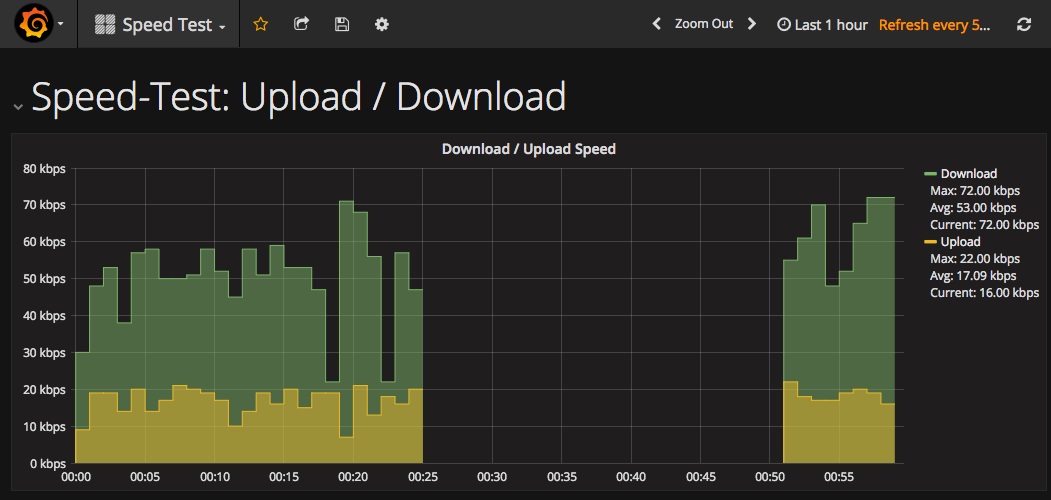 Speed Test
Zoom Out
Last 1 hour
Refresh every 5...
Speed-Test: Upload / Download
Download / Upload Speed
80 kbps
70 kbps
60 kbps
50 kbps
40 kbps
30 kbps
20 kbps
10 kbps
0 kbps
00:00 00:05 00:10 00:15 00:20 00:25 00:30 00:35 00:40 00:45 00:50 00:55
Download
Max: 72.00 kbps
Avg: 53.00 kbps
Current: 72.00 kbps
Upload
Max: 22.00 kbps
Avg: 17.09 kbps
Current: 16.00 kbps